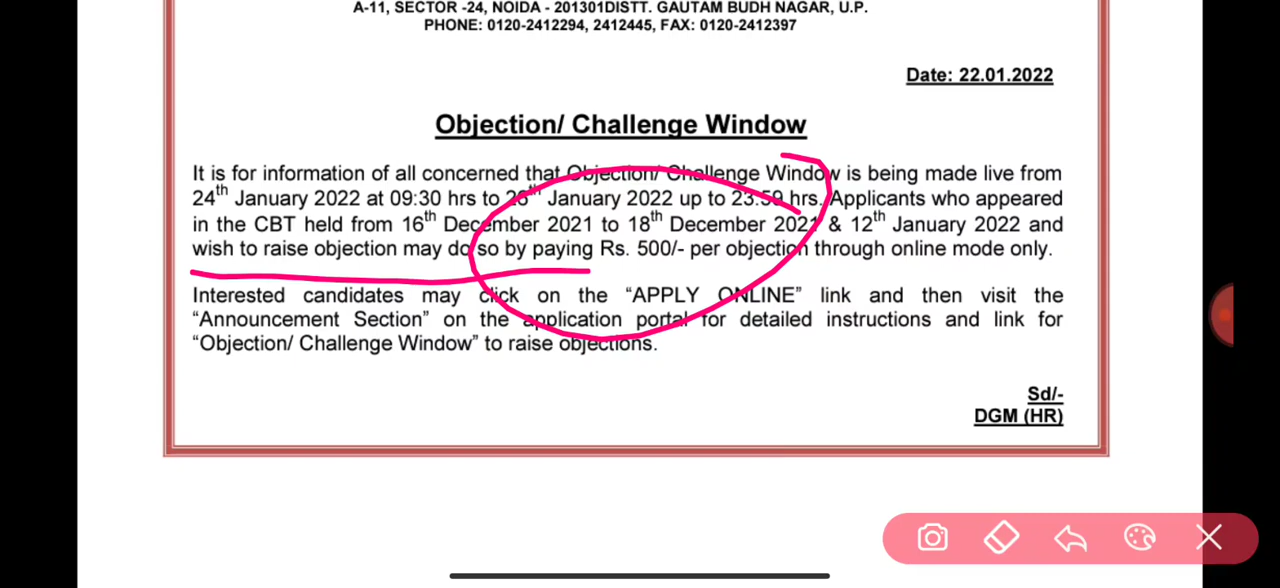 A-11, SECTOR -24, NOIDA - 201301DISTT. GAUTAM BUDH NAGAR, U.P.
PHONE: 0120-2412294, 2412445, FAX: 0120-2412397
Date: 22.01.2022
Objection/ Challenge Window
It is for information of all concerned that Objection/ Challenge Window is being made live from
24th January 2022 at 09:30 hrs to January 2022 up to 23:59 hrs. Applicants who appeared
in the CBT held from 16th December 2021 to 18th December 2021 & 12th January 2022 and
wish to raise objection may do so by paying Rs. 500/- per objection through online mode only.
Interested candidates may click on the “APPLY ONLINE” link and then visit the
“Announcement Section” on the application portal for detailed instructions and link for
“Objection/ Challenge Window” to raise objections.
Sd/-
DGM (HR)